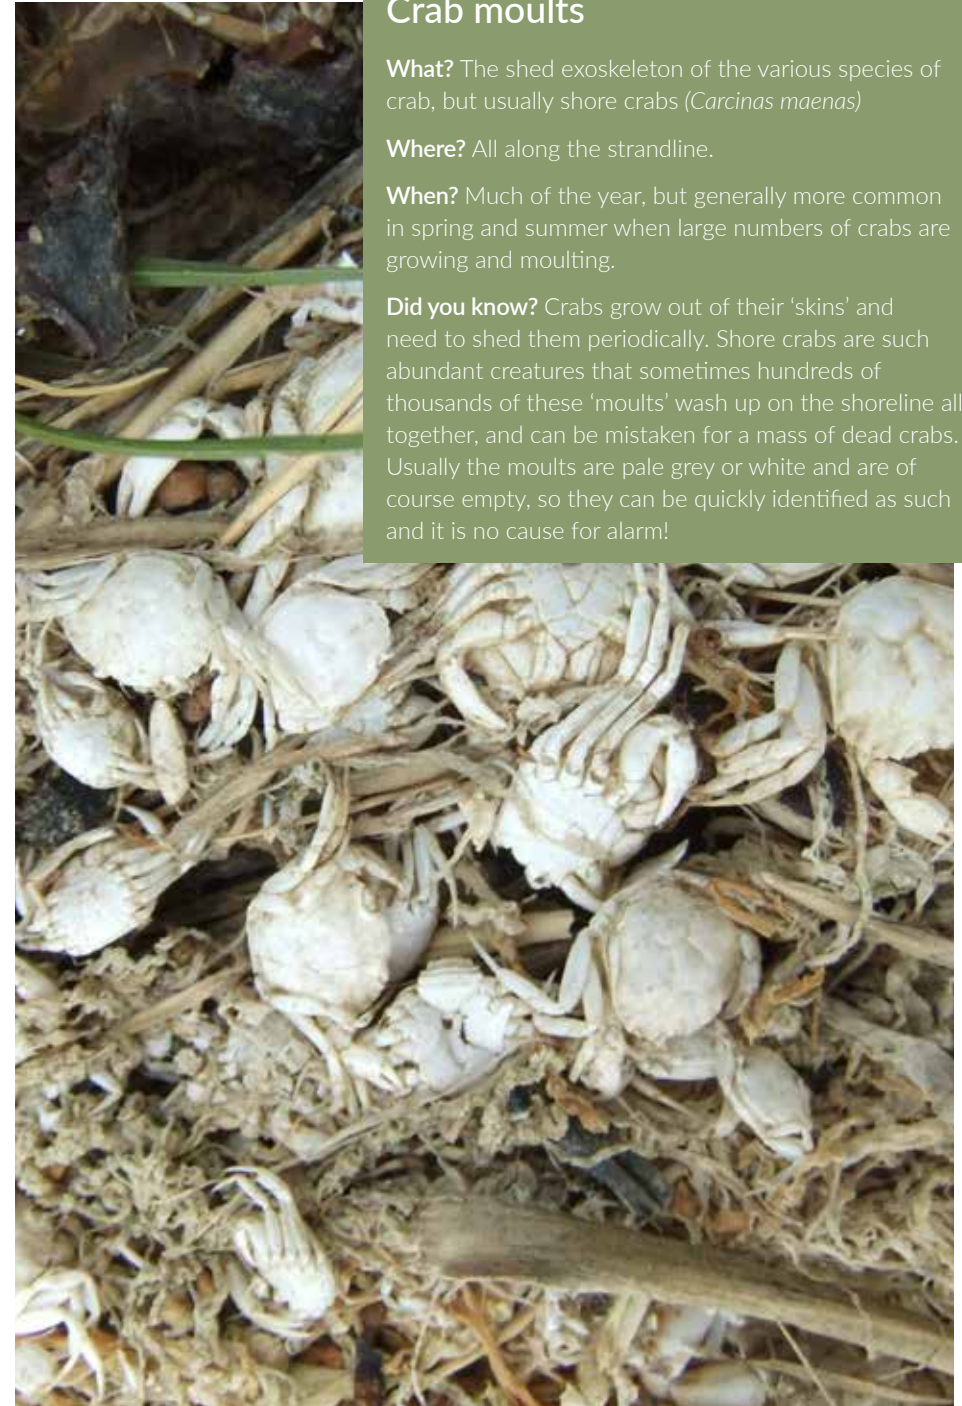 Crab moults
What? The shed exoskeleton of the various species of
crab, but usually shore crabs (Carcinas maenas)
Where? All along the strandline.
When? Much of the year, but generally more common
in spring and summer when large numbers of crabs are
growing and moulting.
Did you know? Crabs grow out of their ‘skins’ and
need to shed them periodically. Shore crabs are such
abundant creatures that sometimes hundreds of
thousands of these ‘moults’ wash up on the shoreline all
together, and can be mistaken for a mass of dead crabs.
Usually the moults are pale grey or white and are of
course empty, so they can be quickly identified as such
and it is no cause for alarm!